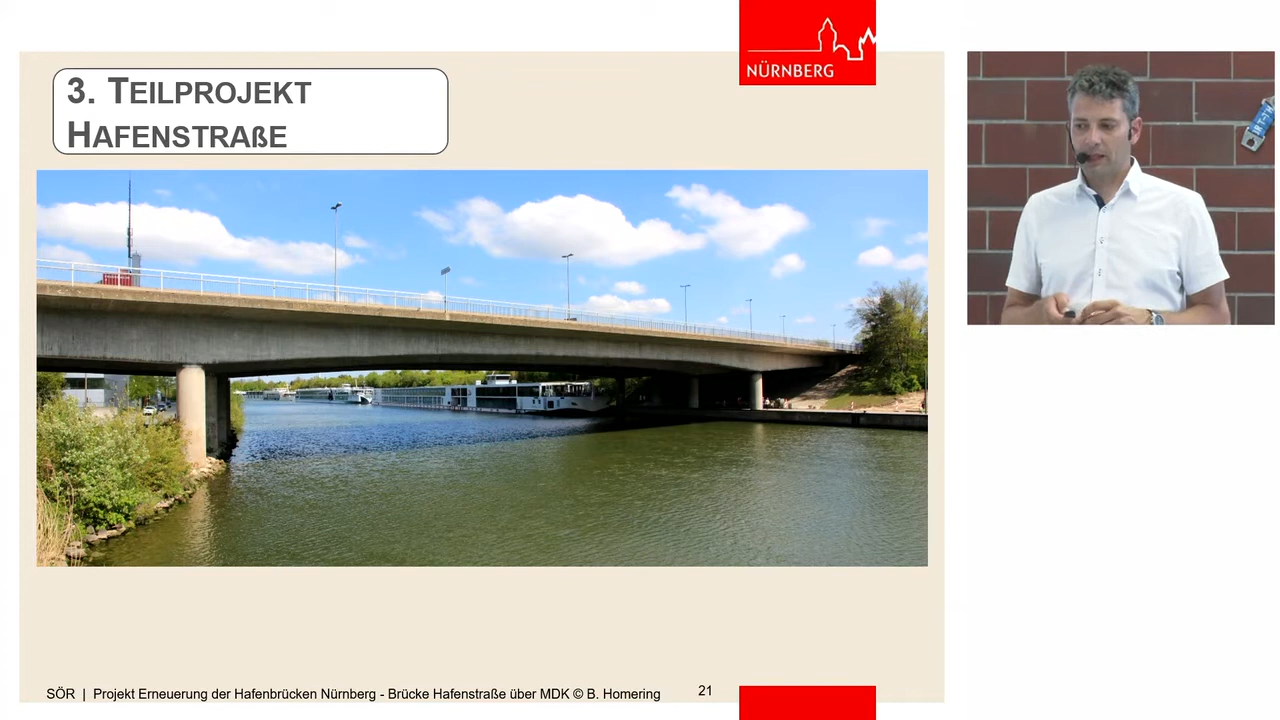 3. TEILPROJEKT
HAFENSTRAßE
NÜRNBERG
SÖR | Projekt Erneuerung der Hafenbrücken Nürnberg - Brücke Hafenstraße über MDK © B. Homering
21